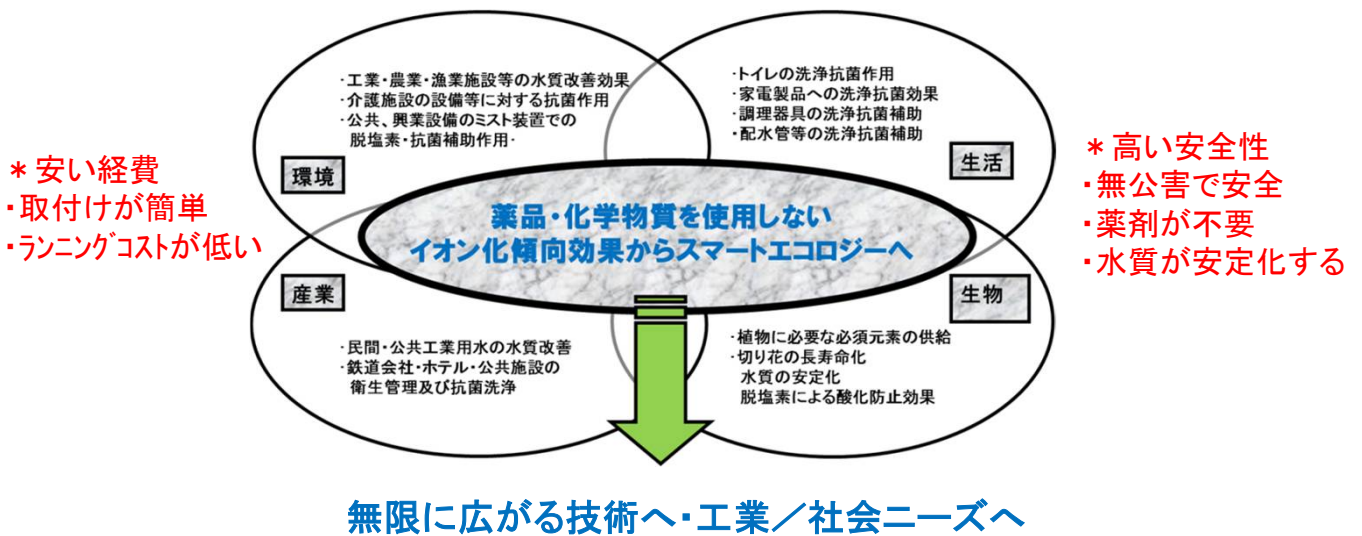 ・工業・農業・漁業施設等の水質改善効果
・介護施設の設備等に対する抗菌作用
・公共、興業設備のミスト装置での
脱塩素・抗菌補助作用・
環境
・トイレの洗浄抗菌作用
・家電製品への洗浄抗菌効果
・調理器具の洗浄抗菌補助
・配水管等の洗浄抗菌補助
生活
＊安い経費
・取付けが簡単
・ランニングコストが低い
＊高い安全性
・無公害で安全
・薬剤が不要
・水質が安定化する
薬品・化学物質を使用しない
イオン化傾向効果からスマートエコロジーへ
産業
・民間・公共工業用水の水質改善
・鉄道会社・ホテル・公共施設の
衛生管理及び抗菌洗浄
生物
・植物に必要な必須元素の供給
・切り花の長寿命化
水質の安定化
脱塩素による酸化防止効果
無限に広がる技術へ・工業／社会ニーズへ